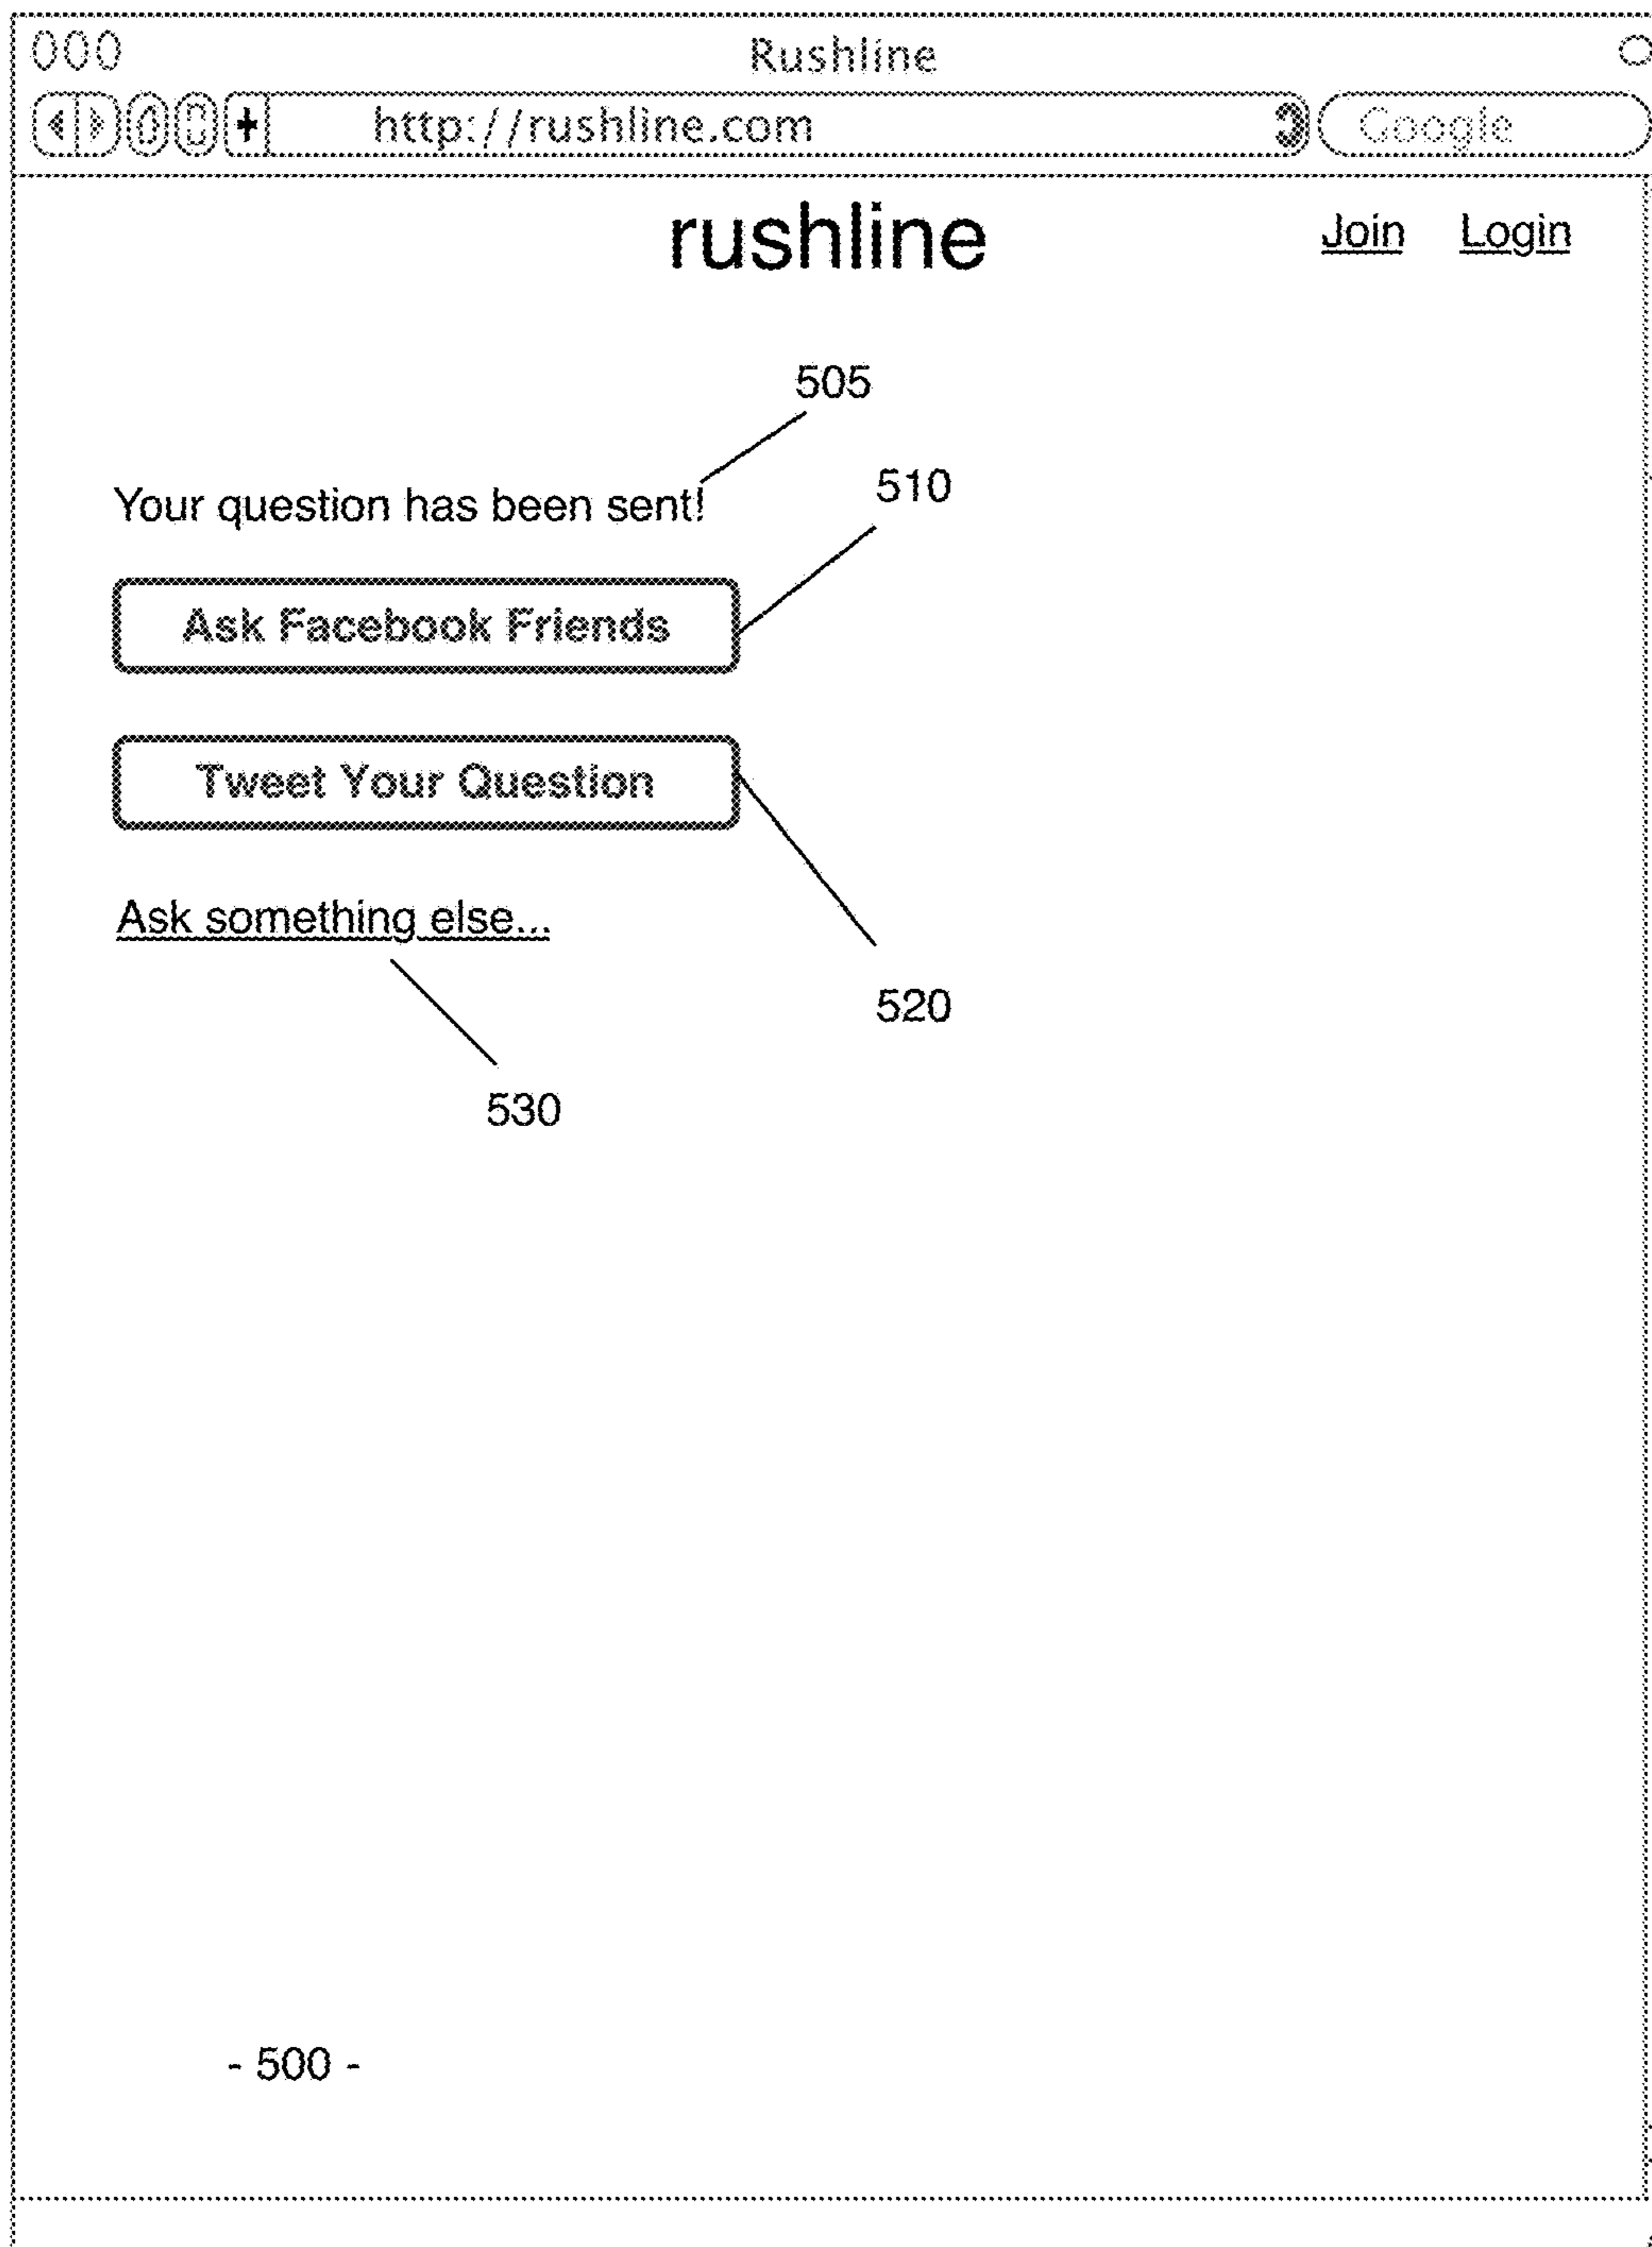 Rushline
http://rushline.com Google
rushline Join Login
505
Your question has been sent!
510
Ask Facebook Friends
Tweet Your Question
Ask something else...
520
530
- 500 -